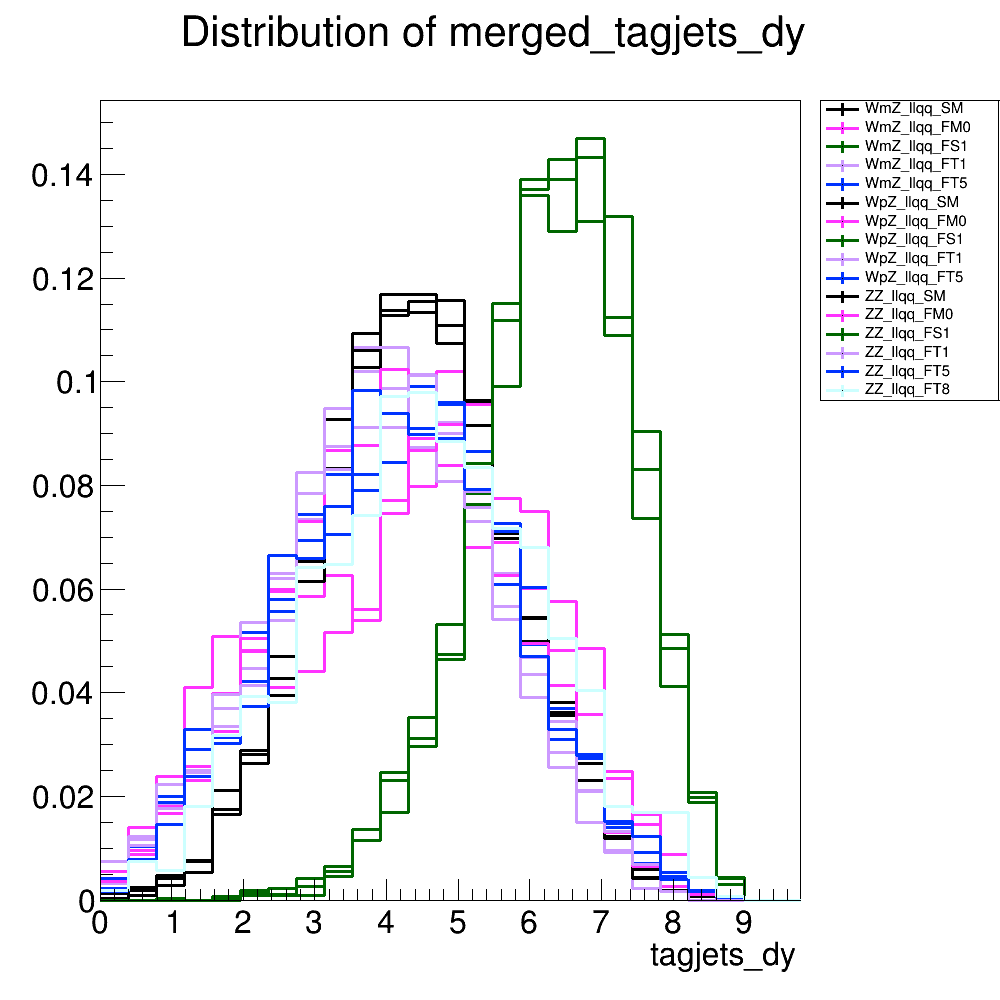 Distribution of merged_tagjets_dy
WmZ_llqq_SM
WmZ_llqq_FM0
WmZ_llqq_FS1
WmZ_llqq_FT1
WmZ_llqq_FT5
WpZ_llqq_SM
WpZ_llqq_FM0
WpZ_llqq_FS1
WpZ_llqq_FT1
WpZ_llqq_FT5
ZZ_llqq_SM
ZZ_llqq_FM0
ZZ_llqq_FS1
ZZ_llqq_FT1
ZZ_llqq_FT5
ZZ_llqq_FT8
0.14
0.12
0.1
0.08
0.06
0.04
0.02
0
0 1 2 3 4 5 6 7 8 9
tagjets_dy